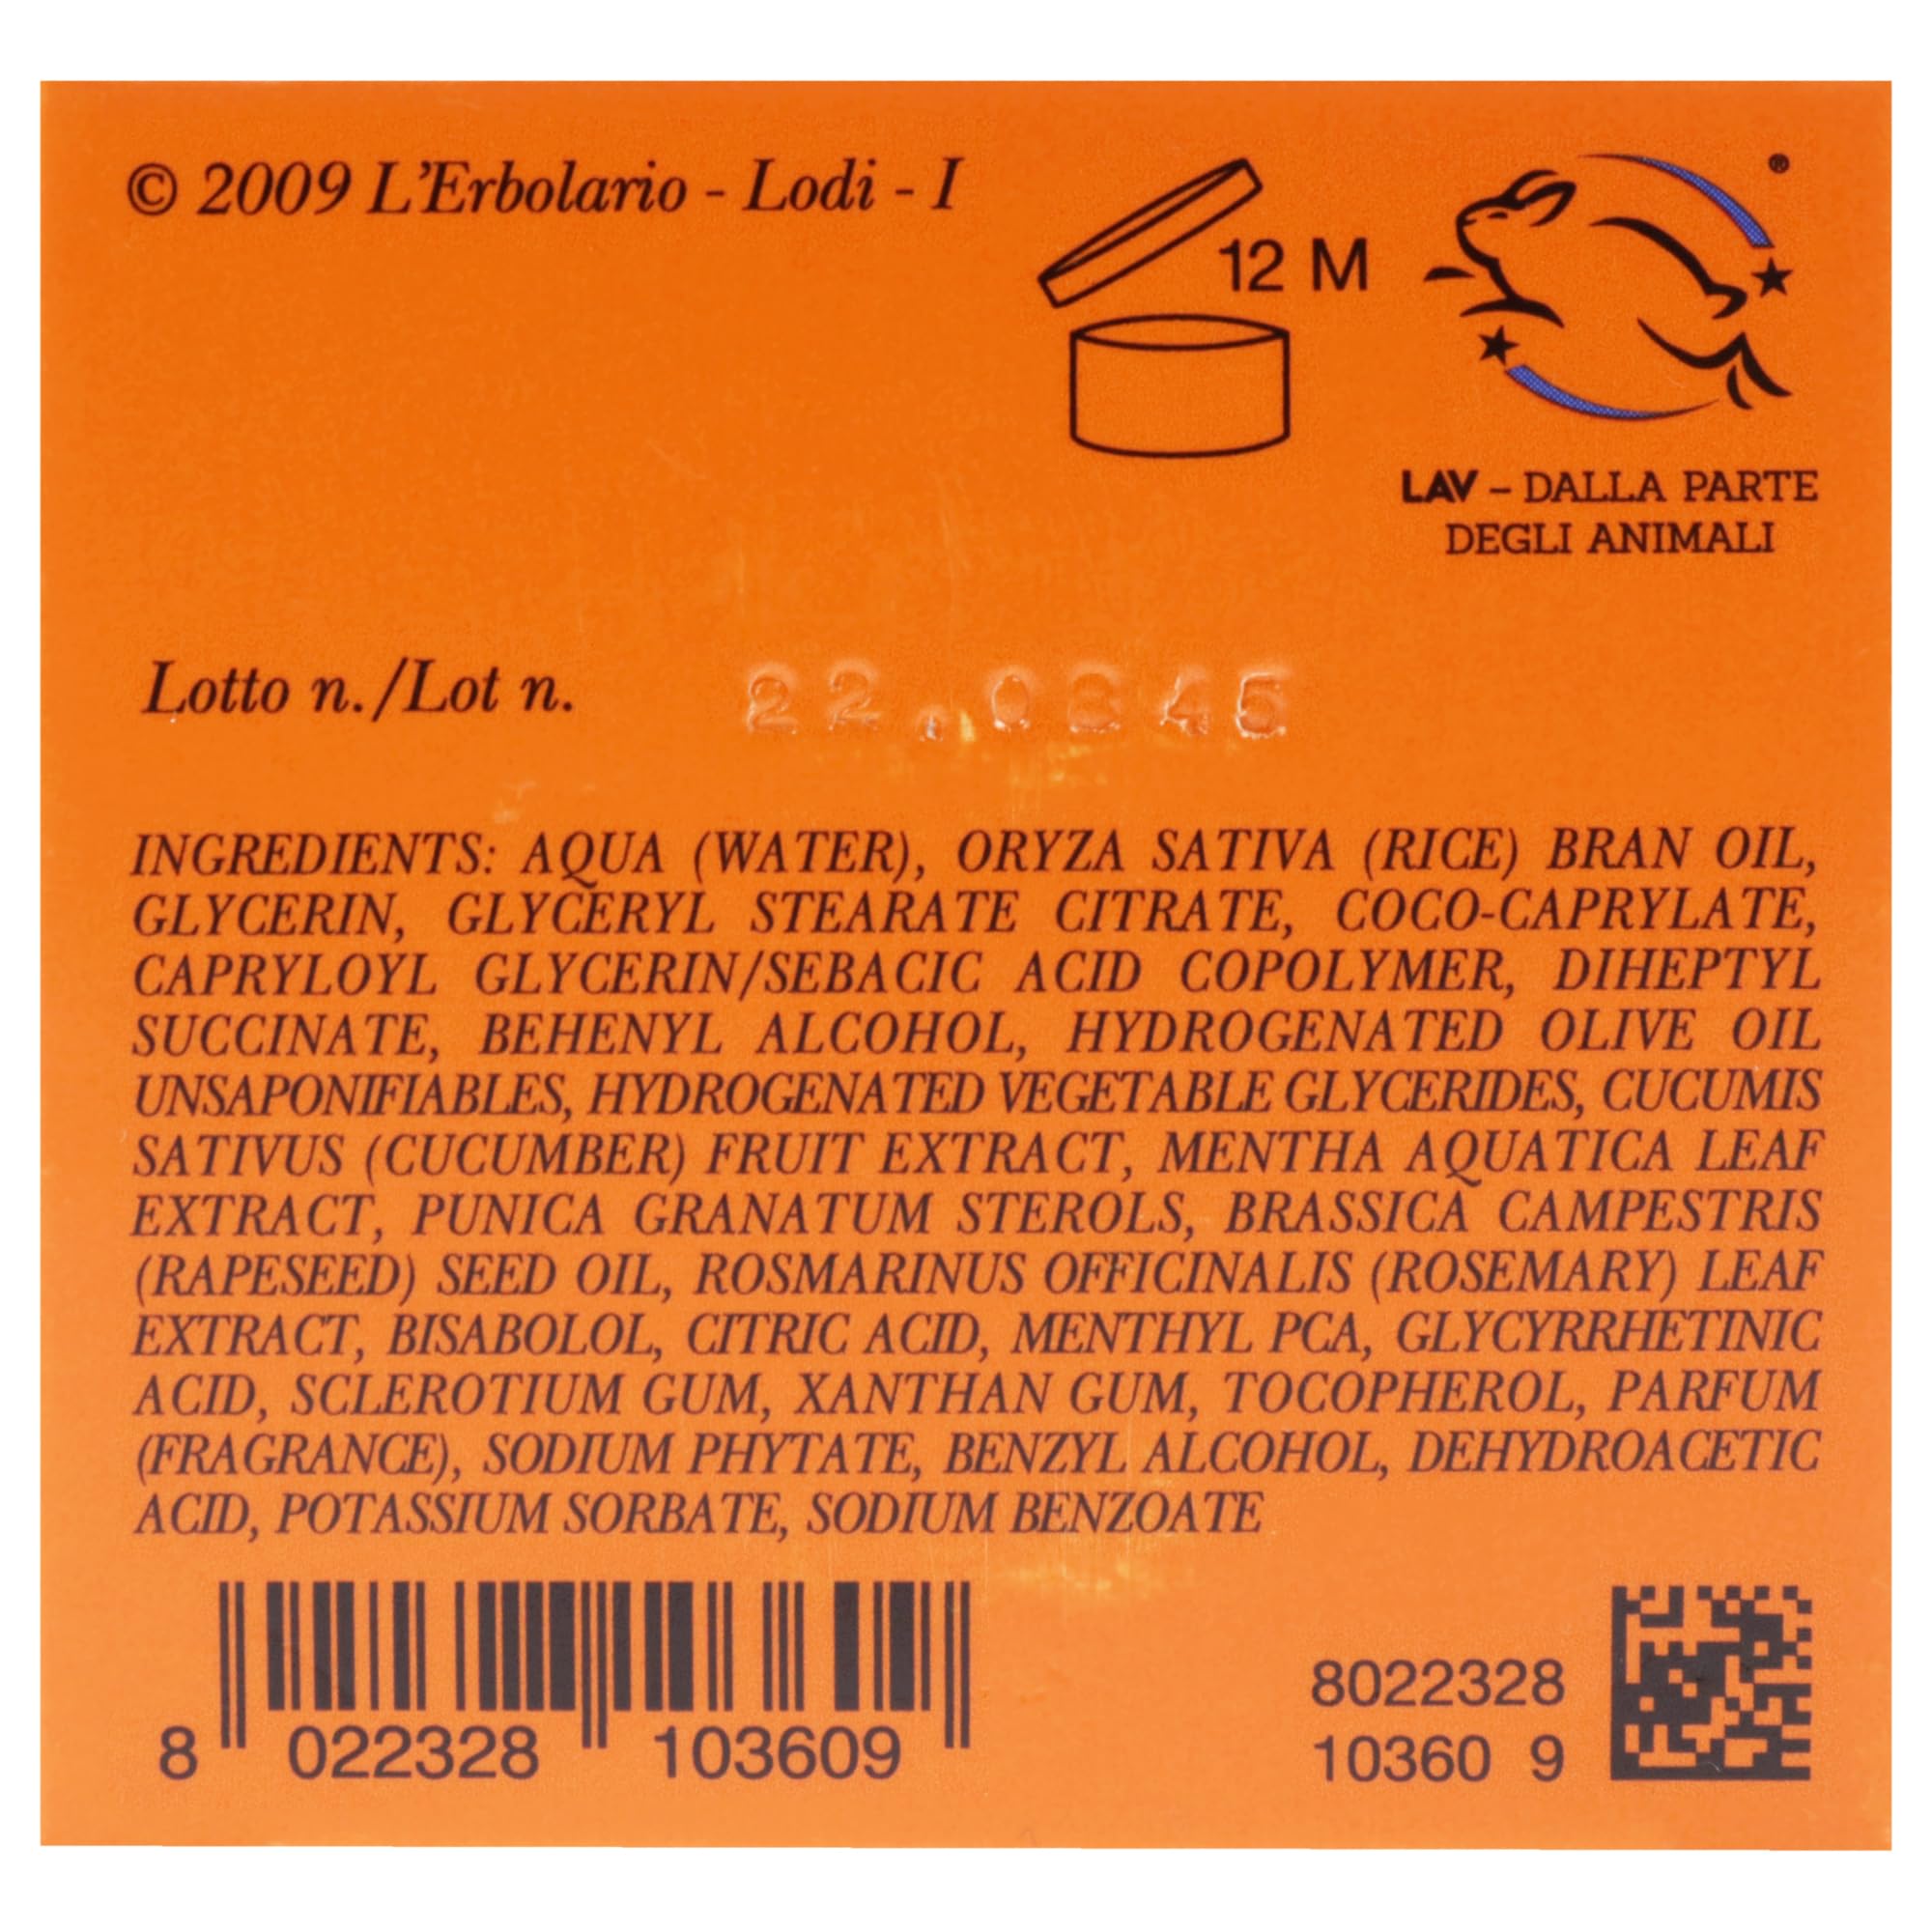 © 2009 L'Erbolario - Lodi - I
12 M
®
LAV – DALLA PARTE
DEGLI ANIMALI
Lotto n./Lot n.
INGREDIENTS: AQUA (WATER), ORYZA SATIVA (RICE) BRAN OIL,
GLYCERIN, GLYCERYL STEARATE CITRATE, COCO-CAPRYLATE,
CAPRYLOYL GLYCERIN/SEBACIC ACID COPOLYMER, DIHEPTYL
SUCCINATE, BEHENYL ALCOHOL, HYDROGENATED OLIVE OIL
UNSAPONIFIABLES, HYDROGENATED VEGETABLE GLYCERIDES, CUCUMIS
SATIVUS (CUCUMBER) FRUIT EXTRACT, MENTHA AQUATICA LEAF
EXTRACT, PUNICA GRANATUM STEROLS, BRASSICA CAMPESTRIS
(RAPESEED) SEED OIL, ROSMARINUS OFFICINALIS (ROSEMARY) LEAF
EXTRACT, BISABOLOL, CITRIC ACID, MENTHYL PCA, GLYCYRRHETINIC
ACID, SCLEROTIUM GUM, XANTHAN GUM, TOCOPHEROL, PARFUM
(FRAGRANCE), SODIUM PHYTATE, BENZYL ALCOHOL, DEHYDROACETIC
ACID, POTASSIUM SORBATE, SODIUM BENZOATE
8 022328 103609
8022328
10360 9